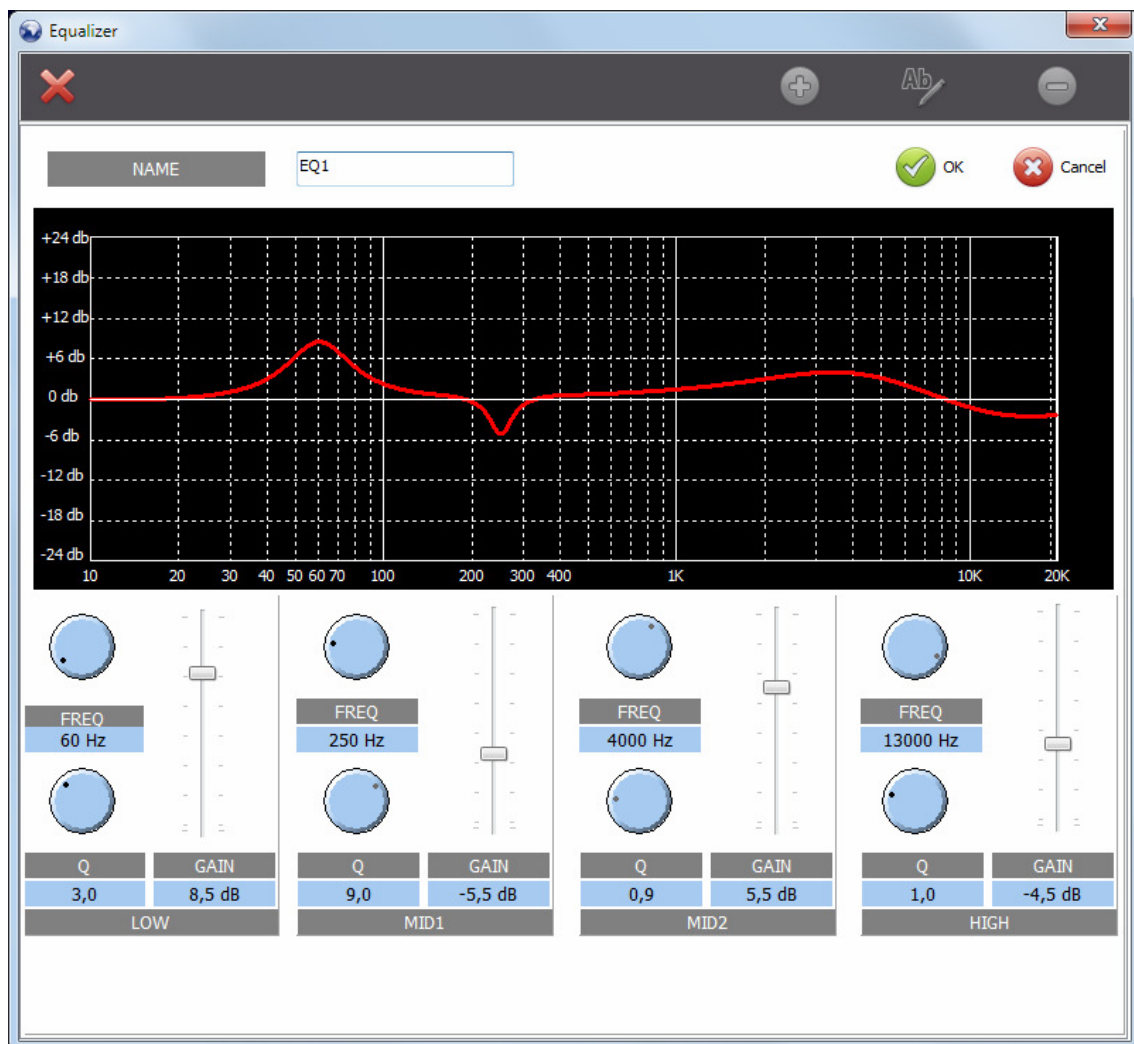 Equalizer
Ab
NAME EQ1 OK Cancel
+24 db
+18 db
+12 db
+6 db
0 db
-6 db
-12 db
-18 db
-24 db
10 20 30 40 50 60 70 100 200 300 400 1K 10K 20K
FREQ FREQ FREQ FREQ
60 Hz 250 Hz 4000 Hz 13000 Hz
Q GAIN Q GAIN Q GAIN Q GAIN
3,0 8,5 dB 9,0 -5,5 dB 0,9 5,5 dB 1,0 -4,5 dB
LOW MID1 MID2 HIGH